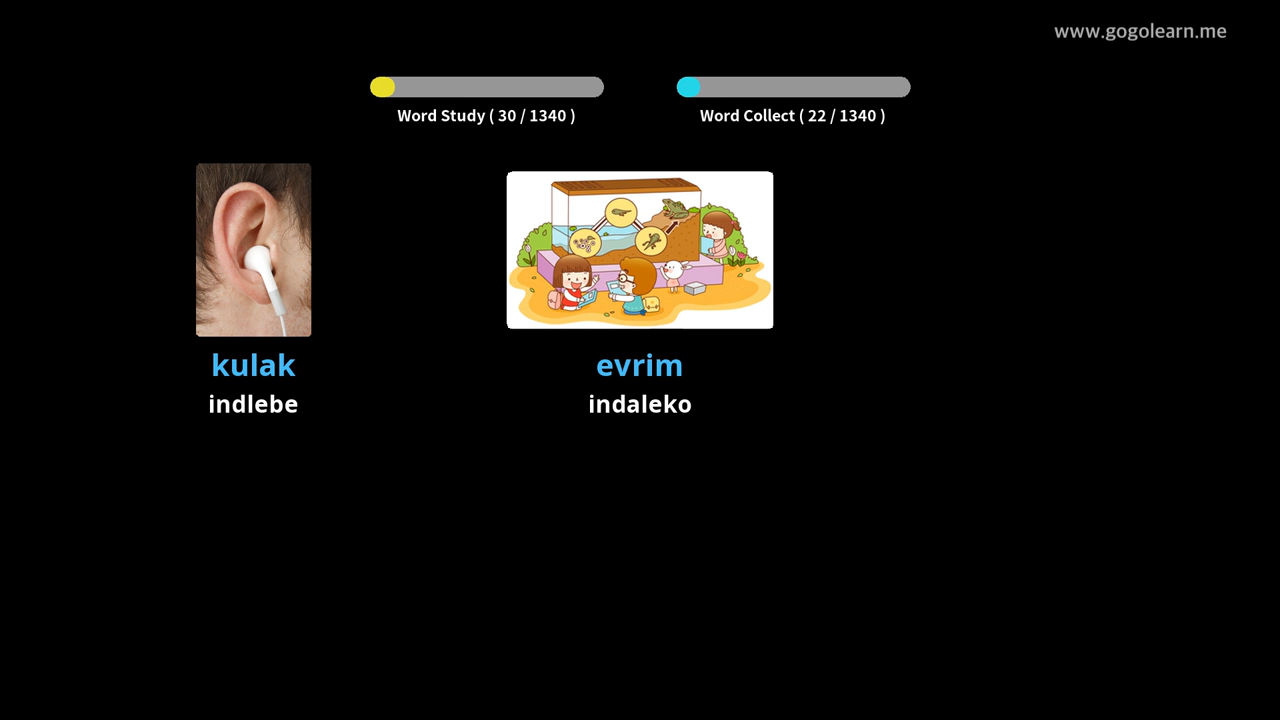 www.gogolearn.me
Word Study ( 30 / 1340 )
Word Collect ( 22 / 1340 )
kulak
evrim
indlebe
indaleko